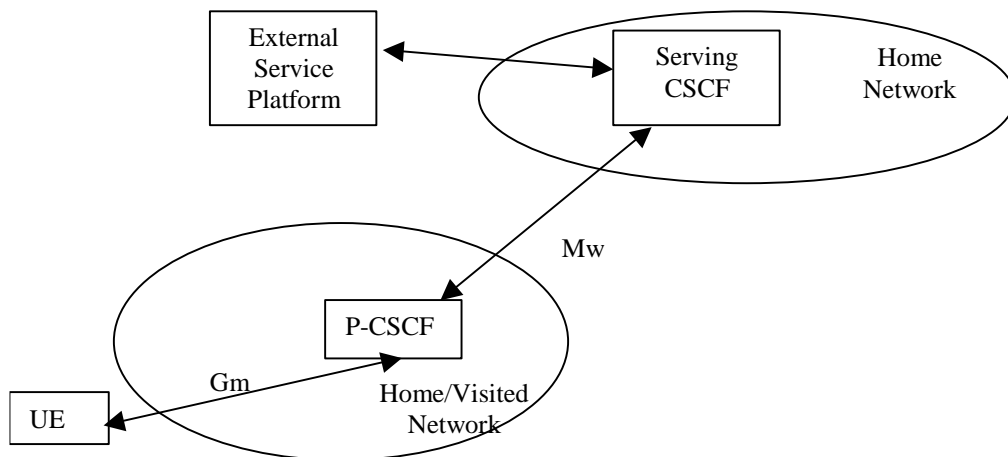 External
Service
Platform
Serving
CSCF
Home
Network
Mw
P-CSCF
Gm
Home/Visited
Network
UE